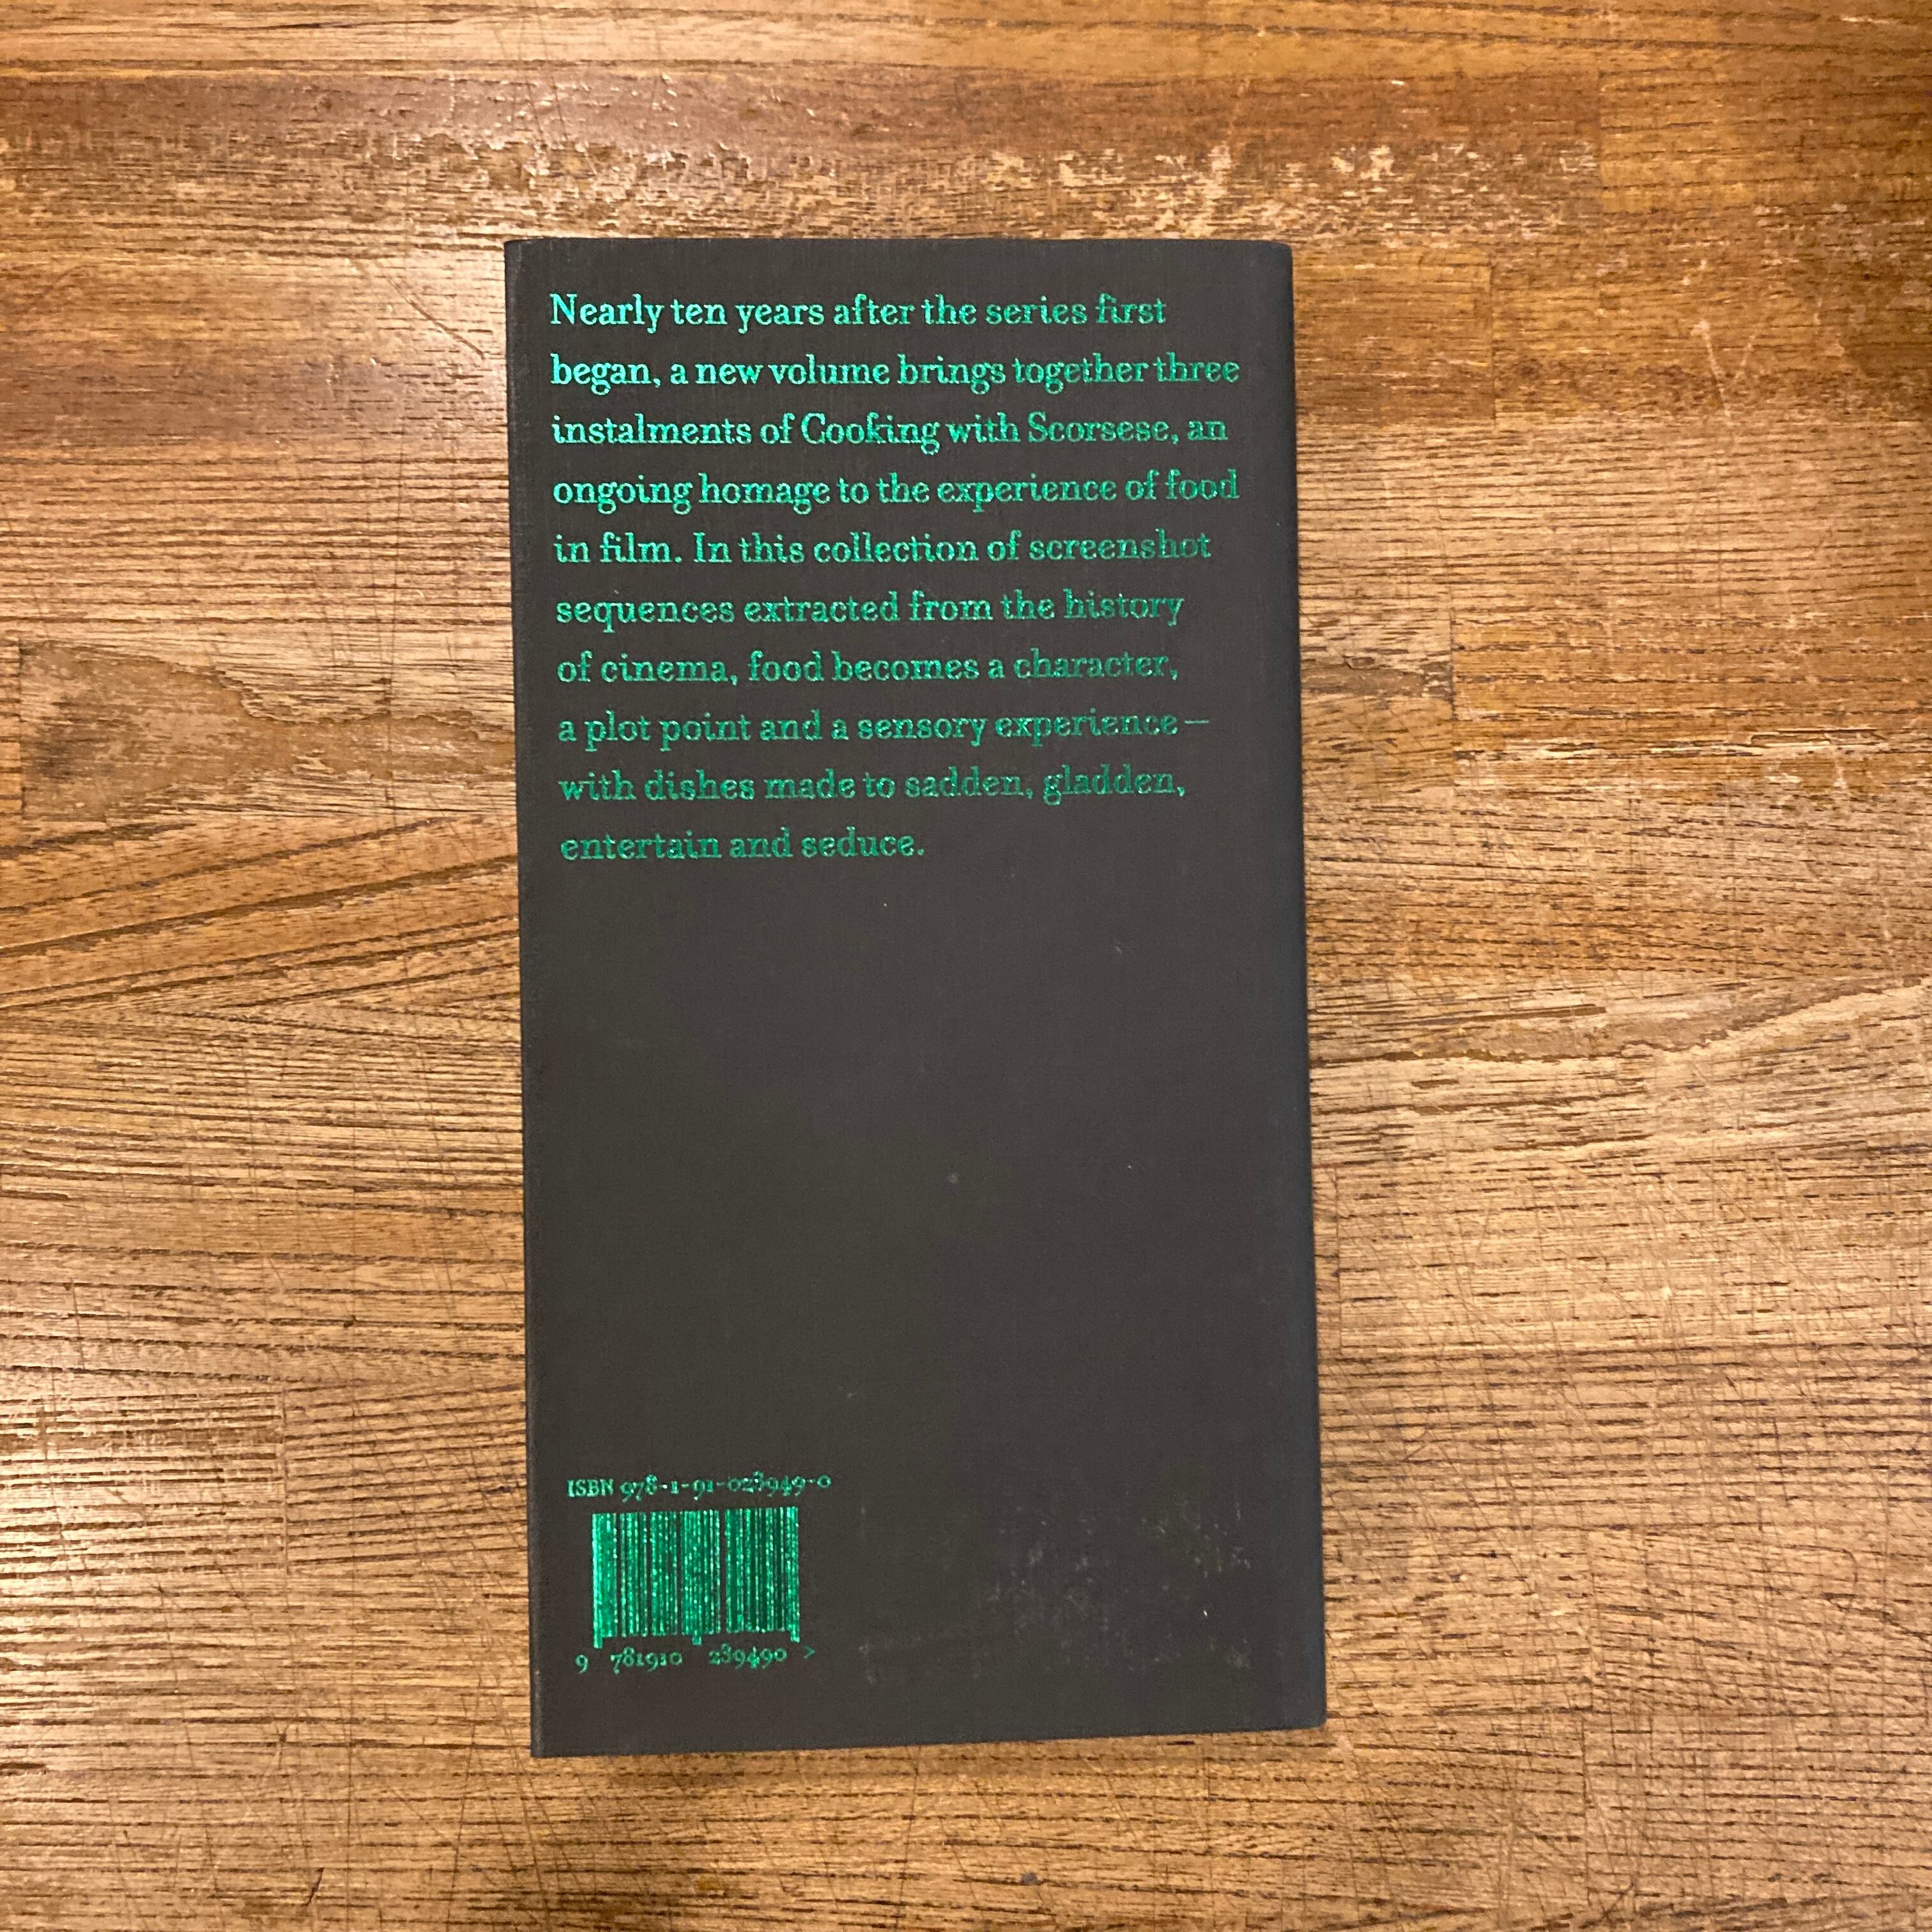 Nearly ten years after the series first
began, a new volume brings together three
instalments of Cooking with Scorsese, an
ongoing homage to the experience of food
in film. In this collection of screenshot
sequences extracted from the history
of cinema, food becomes a character,
a plot point and a sensory experience—
with dishes made to sadden, gladden,
entertain and seduce.
ISBN 978-1-91-023949-0
9 781910 239490 >